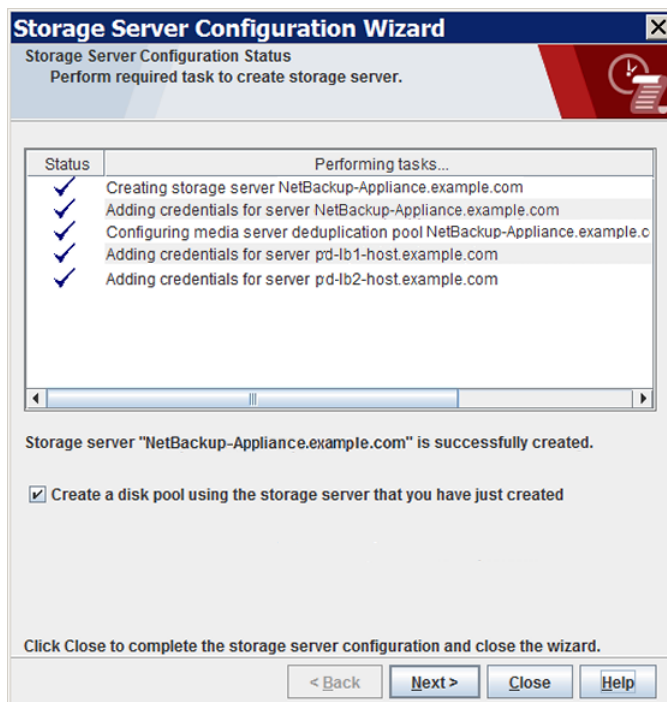 Storage Server Configuration Wizard
Storage Server Configuration Status
Perform required task to create storage server.
Status Performing tasks...
Creating storage server NetBackup-Appliance.example.com
Adding credentials for server NetBackup-Appliance.example.com
Configuring media server deduplication pool NetBackup-Appliance.example.c
Adding credentials for server pd-lb1-host.example.com
Adding credentials for server pd-lb2-host.example.com
Storage server "NetBackup-Appliance.example.com" is successfully created.
Create a disk pool using the storage server that you have just created
Click Close to complete the storage server configuration and close the wizard.
< Back Next > Close Help